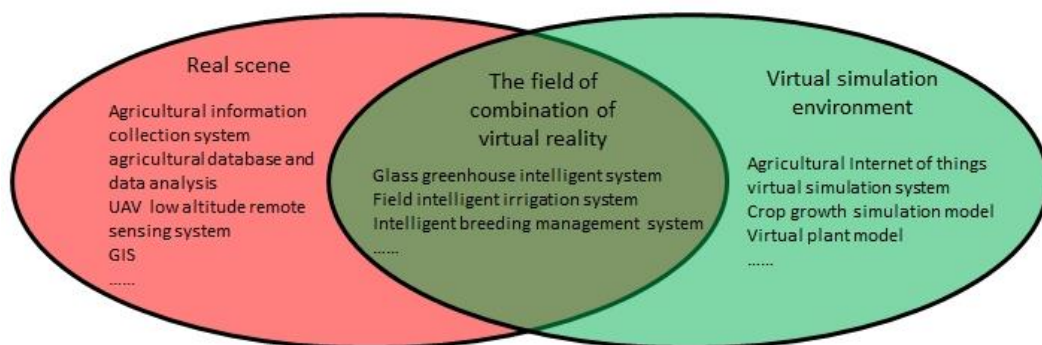 Real scene
Agricultural information
collection system
agricultural database and
data analysis
UAV low altitude remote
sensing system
GIS
......
The field of
combination of
virtual reality
Glass greenhouse intelligent system
Field intelligent irrigation system
Intelligent breeding management system
......
Virtual simulation
environment
Agricultural Internet of things
virtual simulation system
Crop growth simulation model
Virtual plant model
......